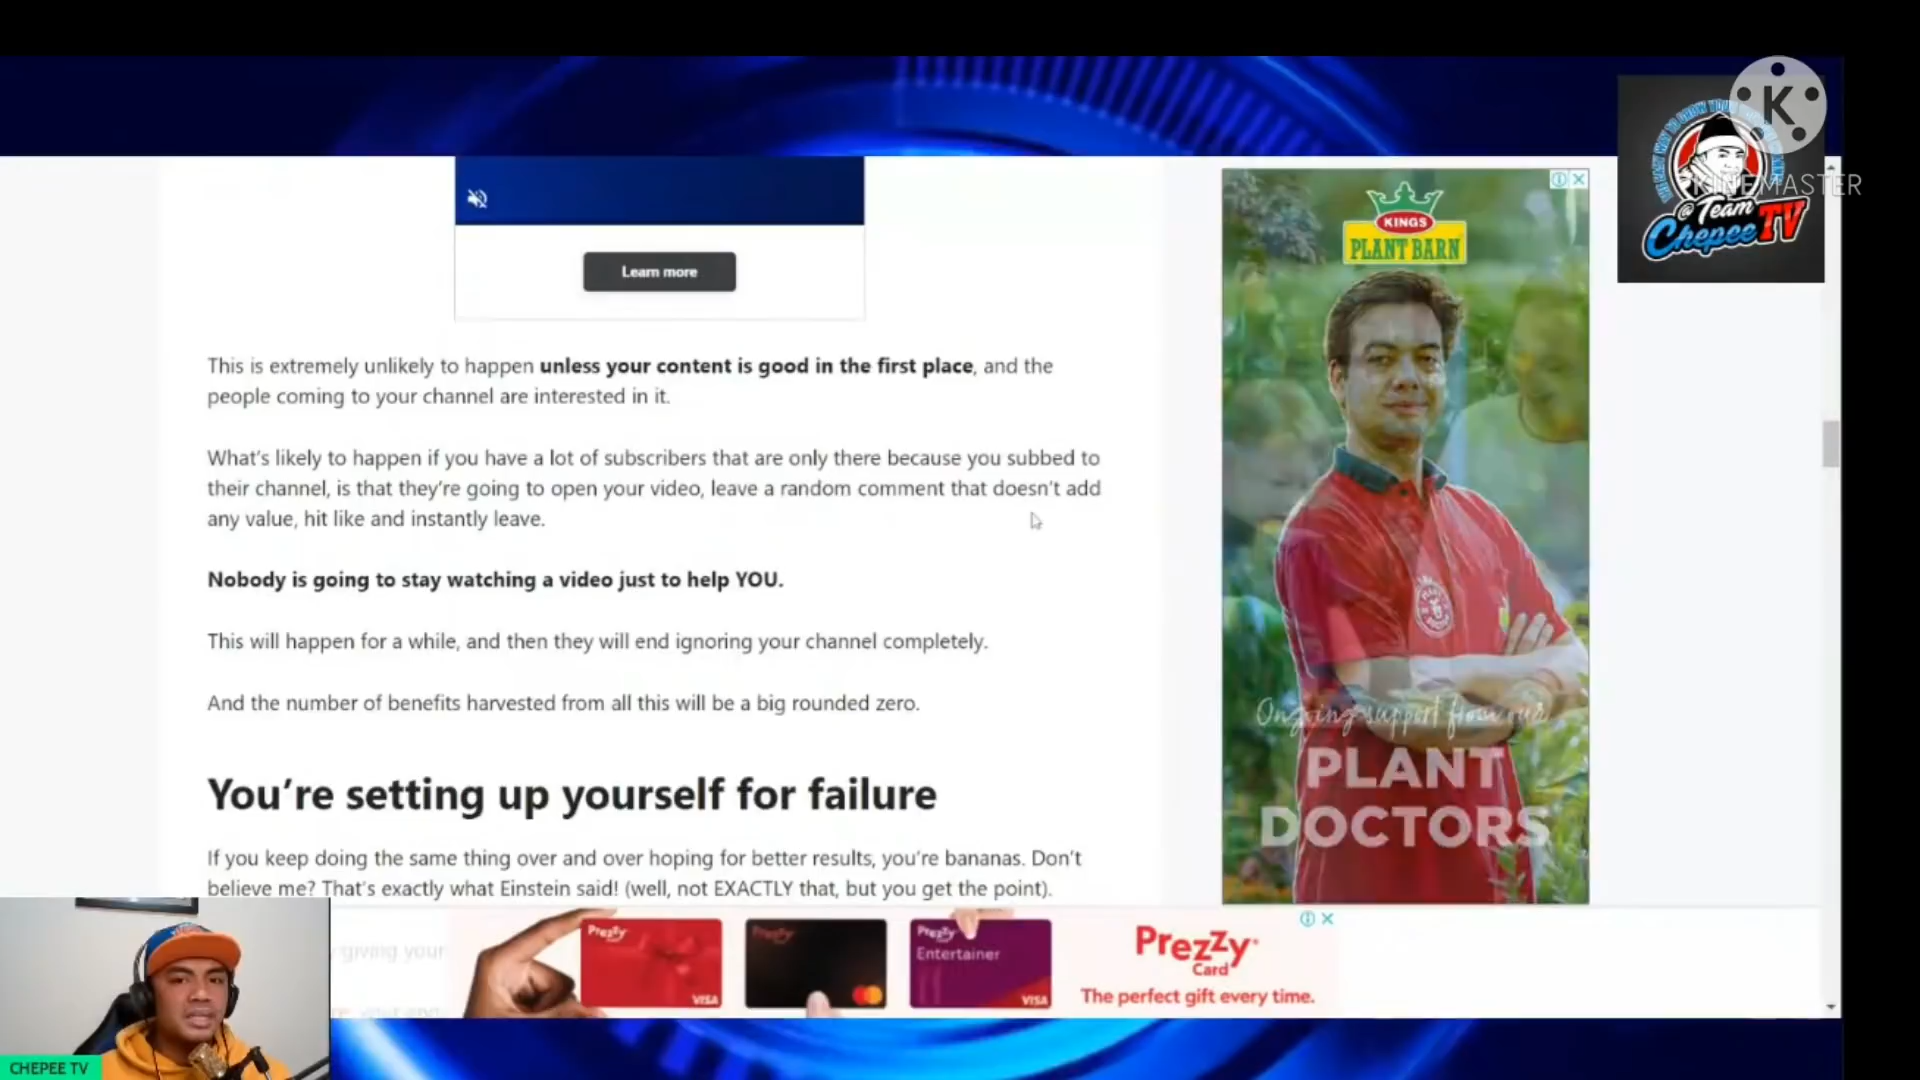 K
KINEMASTER
@ Team
Chepee TV
KINGS
PLANT BARN
Learn more
This is extremely unlikely to happen unless your content is good in the first place, and the
people coming to your channel are interested in it.
What's likely to happen if you have a lot of subscribers that are only there because you subbed to
their channel, is that they're going to open your video, leave a random comment that doesn't add
any value, hit like and instantly leave.
Nobody is going to stay watching a video just to help YOU.
This will happen for a while, and then they will end ignoring your channel completely.
And the number of benefits harvested from all this will be a big rounded zero.
Ongoing support from our
PLANT
DOCTORS
You're setting up yourself for failure
If you keep doing the same thing over and over hoping for better results, you're bananas. Don't
believe me? That's exactly what Einstein said! (well, not EXACTLY that, but you get the point).
giving your
Prezzy
VISA
Prezzy
Prezzy
Entertainer
VISA
Prezzy
Card
The perfect gift every time.
CHEPEE TV